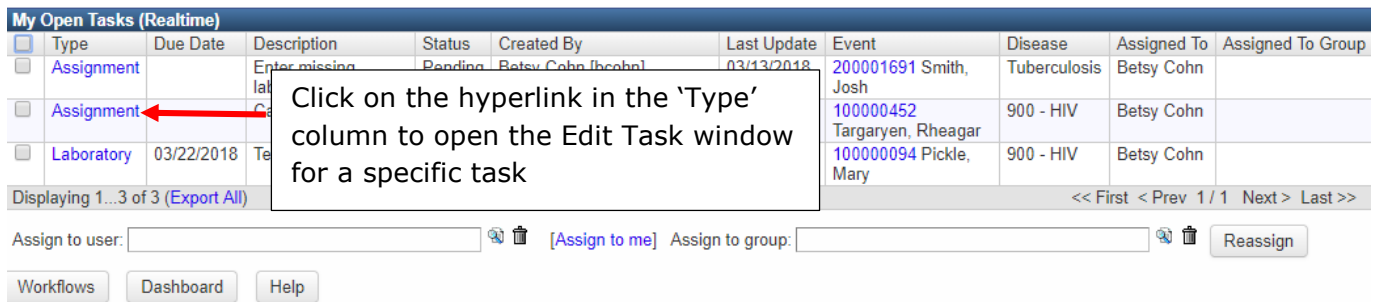 My Open Tasks (Realtime)
Type Due Date Description Status Created By Last Update Event Disease Assigned To Assigned To Group
Assignment Enter missing Pending Betsy Cohn [bcohn] 03/13/2018 200001691 Smith, Tuberculosis Betsy Cohn
lab Josh
Assignment Ca 100000452 900 - HIV Betsy Cohn
Targaryen, Rheagar
Laboratory 03/22/2018 Te 100000094 Pickle, 900 - HIV Betsy Cohn
Mary
Click on the hyperlink in the ‘Type’
column to open the Edit Task window
for a specific task
Displaying 1...3 of 3 (Export All) << First < Prev 1 / 1 Next > Last >>
Assign to user: [Assign to me] Assign to group: Reassign
Workflows Dashboard Help